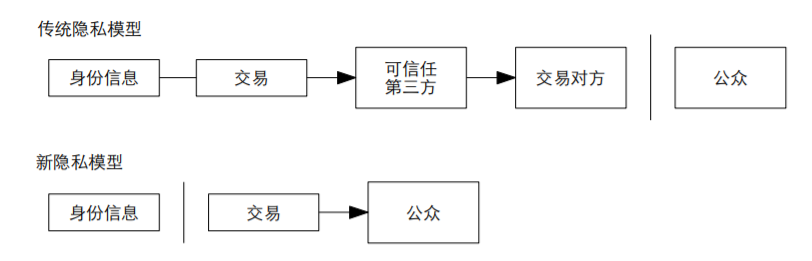 传统隐私模型
身份信息
交易
可信任
第三方
交易对方
公众
新隐私模型
身份信息
交易
公众